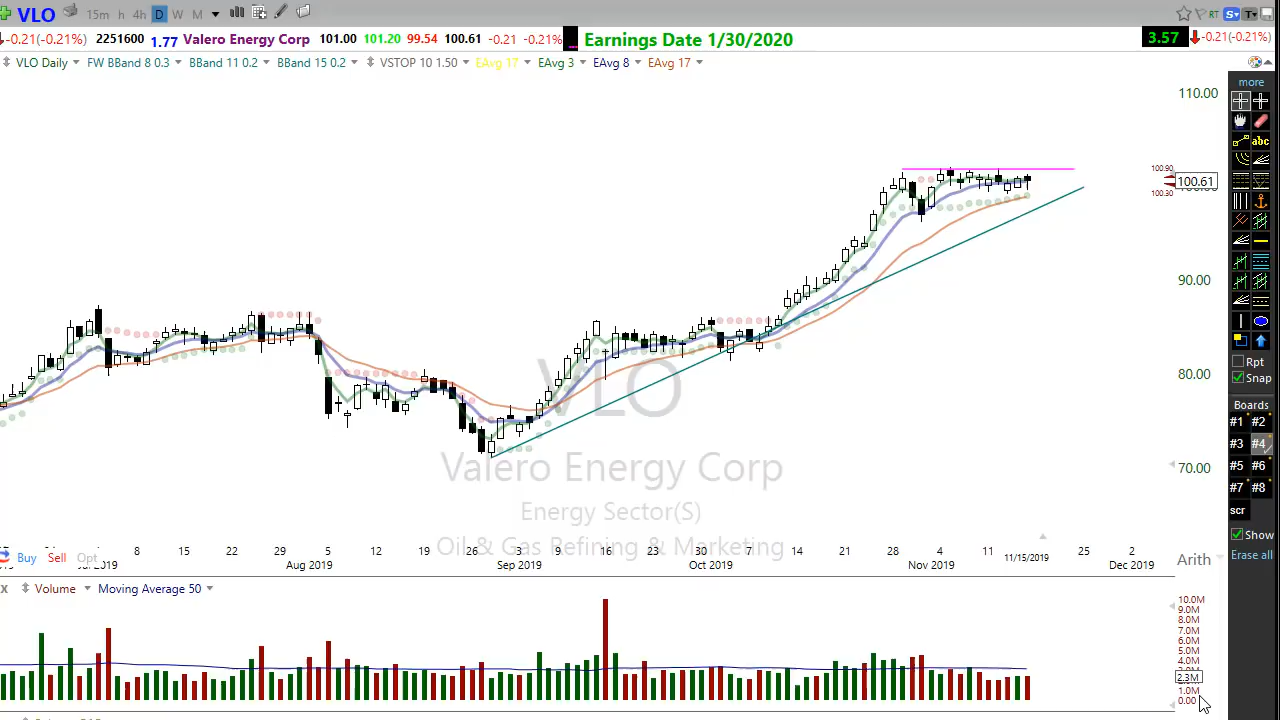 VLO 15m h 4h D W M RT S T
-0.21(-0.21%) 2251600 1.77 Valero Energy Corp 101.00 101.20 99.54 100.61 -0.21 -0.21% Earnings Date 1/30/2020 3.57 -0.21(-0.21%)
VLO Daily FW BBand 8 0.3 BBand 11 0.2 BBand 15 0.2 VSTOP 10 1.50 EAvg 17 EAvg 3 EAvg 8 EAvg 17
more
110.00
abc
100.90
100.61
100.30
90.00
Rpt
80.00
Snap
VLO
Boards
#1 #2
#3 #4
Valero Energy Corp
70.00
#5 #6
#7 #8
Energy Sector(S)
scr
Show
Oil & Gas Refining & Marketing
Buy Sell Opt
8 15 22 29 5 12 19 26 3 9 16 23 30 7 14 21 28 4 11 25 2
2019 Aug 2019 Sep 2019 Oct 2019 Nov 2019 11/15/2019 Dec 2019
Arith
Erase all
x Volume Moving Average 50
10.0M
9.0M
8.0M
7.0M
6.0M
5.0M
4.0M
2.3M
1.0M
0.00